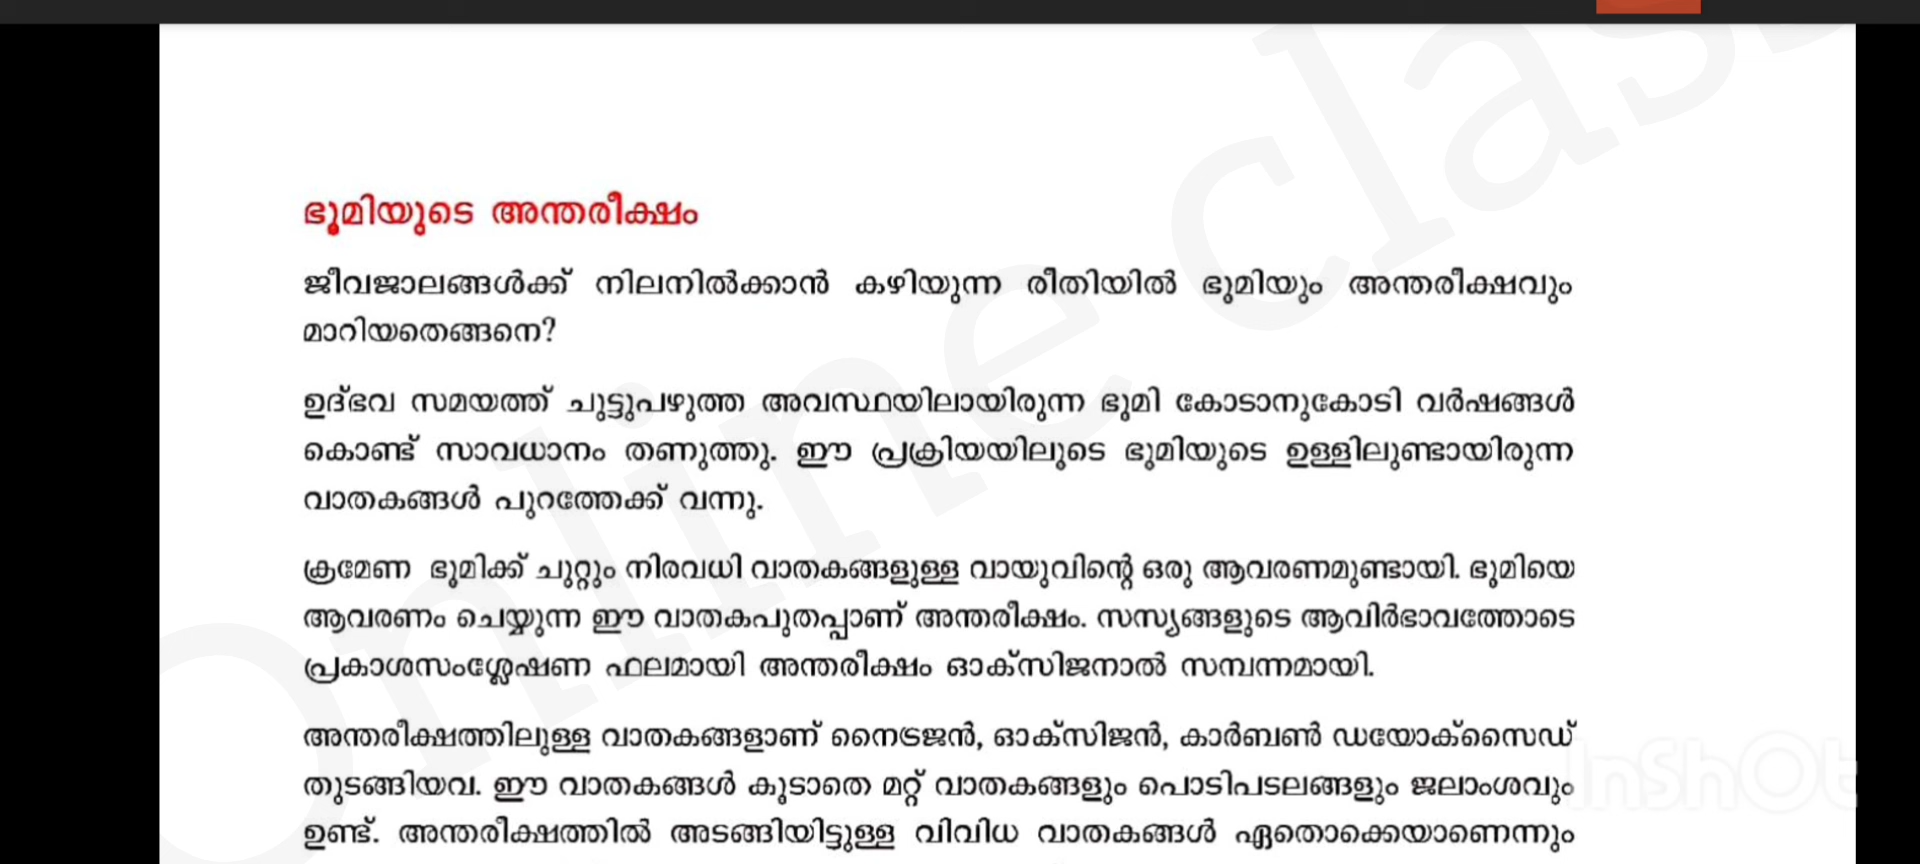 ഭൂമിയുടെ അന്തരീക്ഷം
ജീവജാലങ്ങൾക്ക് നിലനിൽക്കാൻ കഴിയുന്ന രീതിയിൽ ഭൂമിയും അന്തരീക്ഷവും
മാറിയതെങ്ങനെ?
ഉദ്ഭവ സമയത്ത് ചുട്ടുപഴുത്ത അവസ്ഥയിലായിരുന്ന ഭൂമി കോടാനുകോടി വർഷങ്ങൾ
കൊണ്ട് സാവധാനം തണുത്തു. ഈ പ്രക്രിയയിലൂടെ ഭൂമിയുടെ ഉള്ളിലുണ്ടായിരുന്ന
വാതകങ്ങൾ പുറത്തേക്ക് വന്നു.
ക്രമേണ ഭൂമിക്ക് ചുറ്റും നിരവധി വാതകങ്ങളുള്ള വായുവിന്റെ ഒരു ആവരണമുണ്ടായി. ഭൂമിയെ
ആവരണം ചെയ്യുന്ന ഈ വാതകപുതപ്പാണ് അന്തരീക്ഷം. സസ്യങ്ങളുടെ ആവിർഭാവത്തോടെ
പ്രകാശസംശ്ലേഷണ ഫലമായി അന്തരീക്ഷം ഓക്സിജനാൽ സമ്പന്നമായി.
അന്തരീക്ഷത്തിലുള്ള വാതകങ്ങളാണ് നൈട്രജൻ, ഓക്സിജൻ, കാർബൺ ഡയോക്സൈഡ്
തുടങ്ങിയവ. ഈ വാതകങ്ങൾ കൂടാതെ മറ്റ് വാതകങ്ങളും പൊടിപടലങ്ങളും ജലാംശവും
ഉണ്ട്. അന്തരീക്ഷത്തിൽ അടങ്ങിയിട്ടുള്ള വിവിധ വാതകങ്ങൾ ഏതൊക്കെയാണെന്നും
Online class
InShOt